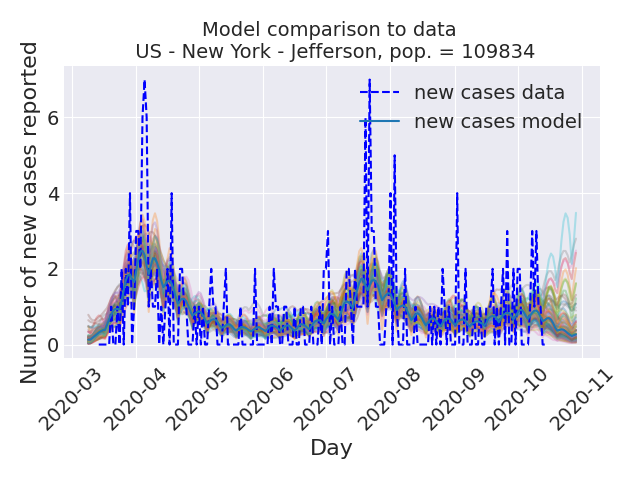 Model comparison to data
US - New York - Jefferson, pop. = 109834
Number of new cases reported
6
4
2
0
new cases data
new cases model
2020-03
2020-04
2020-05
2020-06
2020-07
2020-08
2020-09
2020-10
2020-11
Day